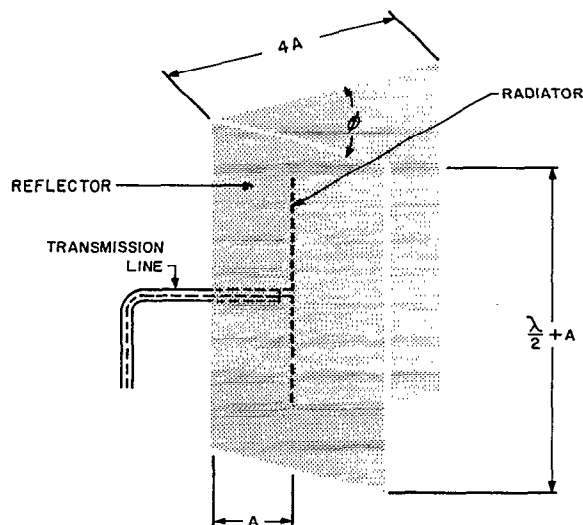 4A
RADIATOR
ϕ
REFLECTOR
TRANSMISSION
LINE
λ/2 + A
A